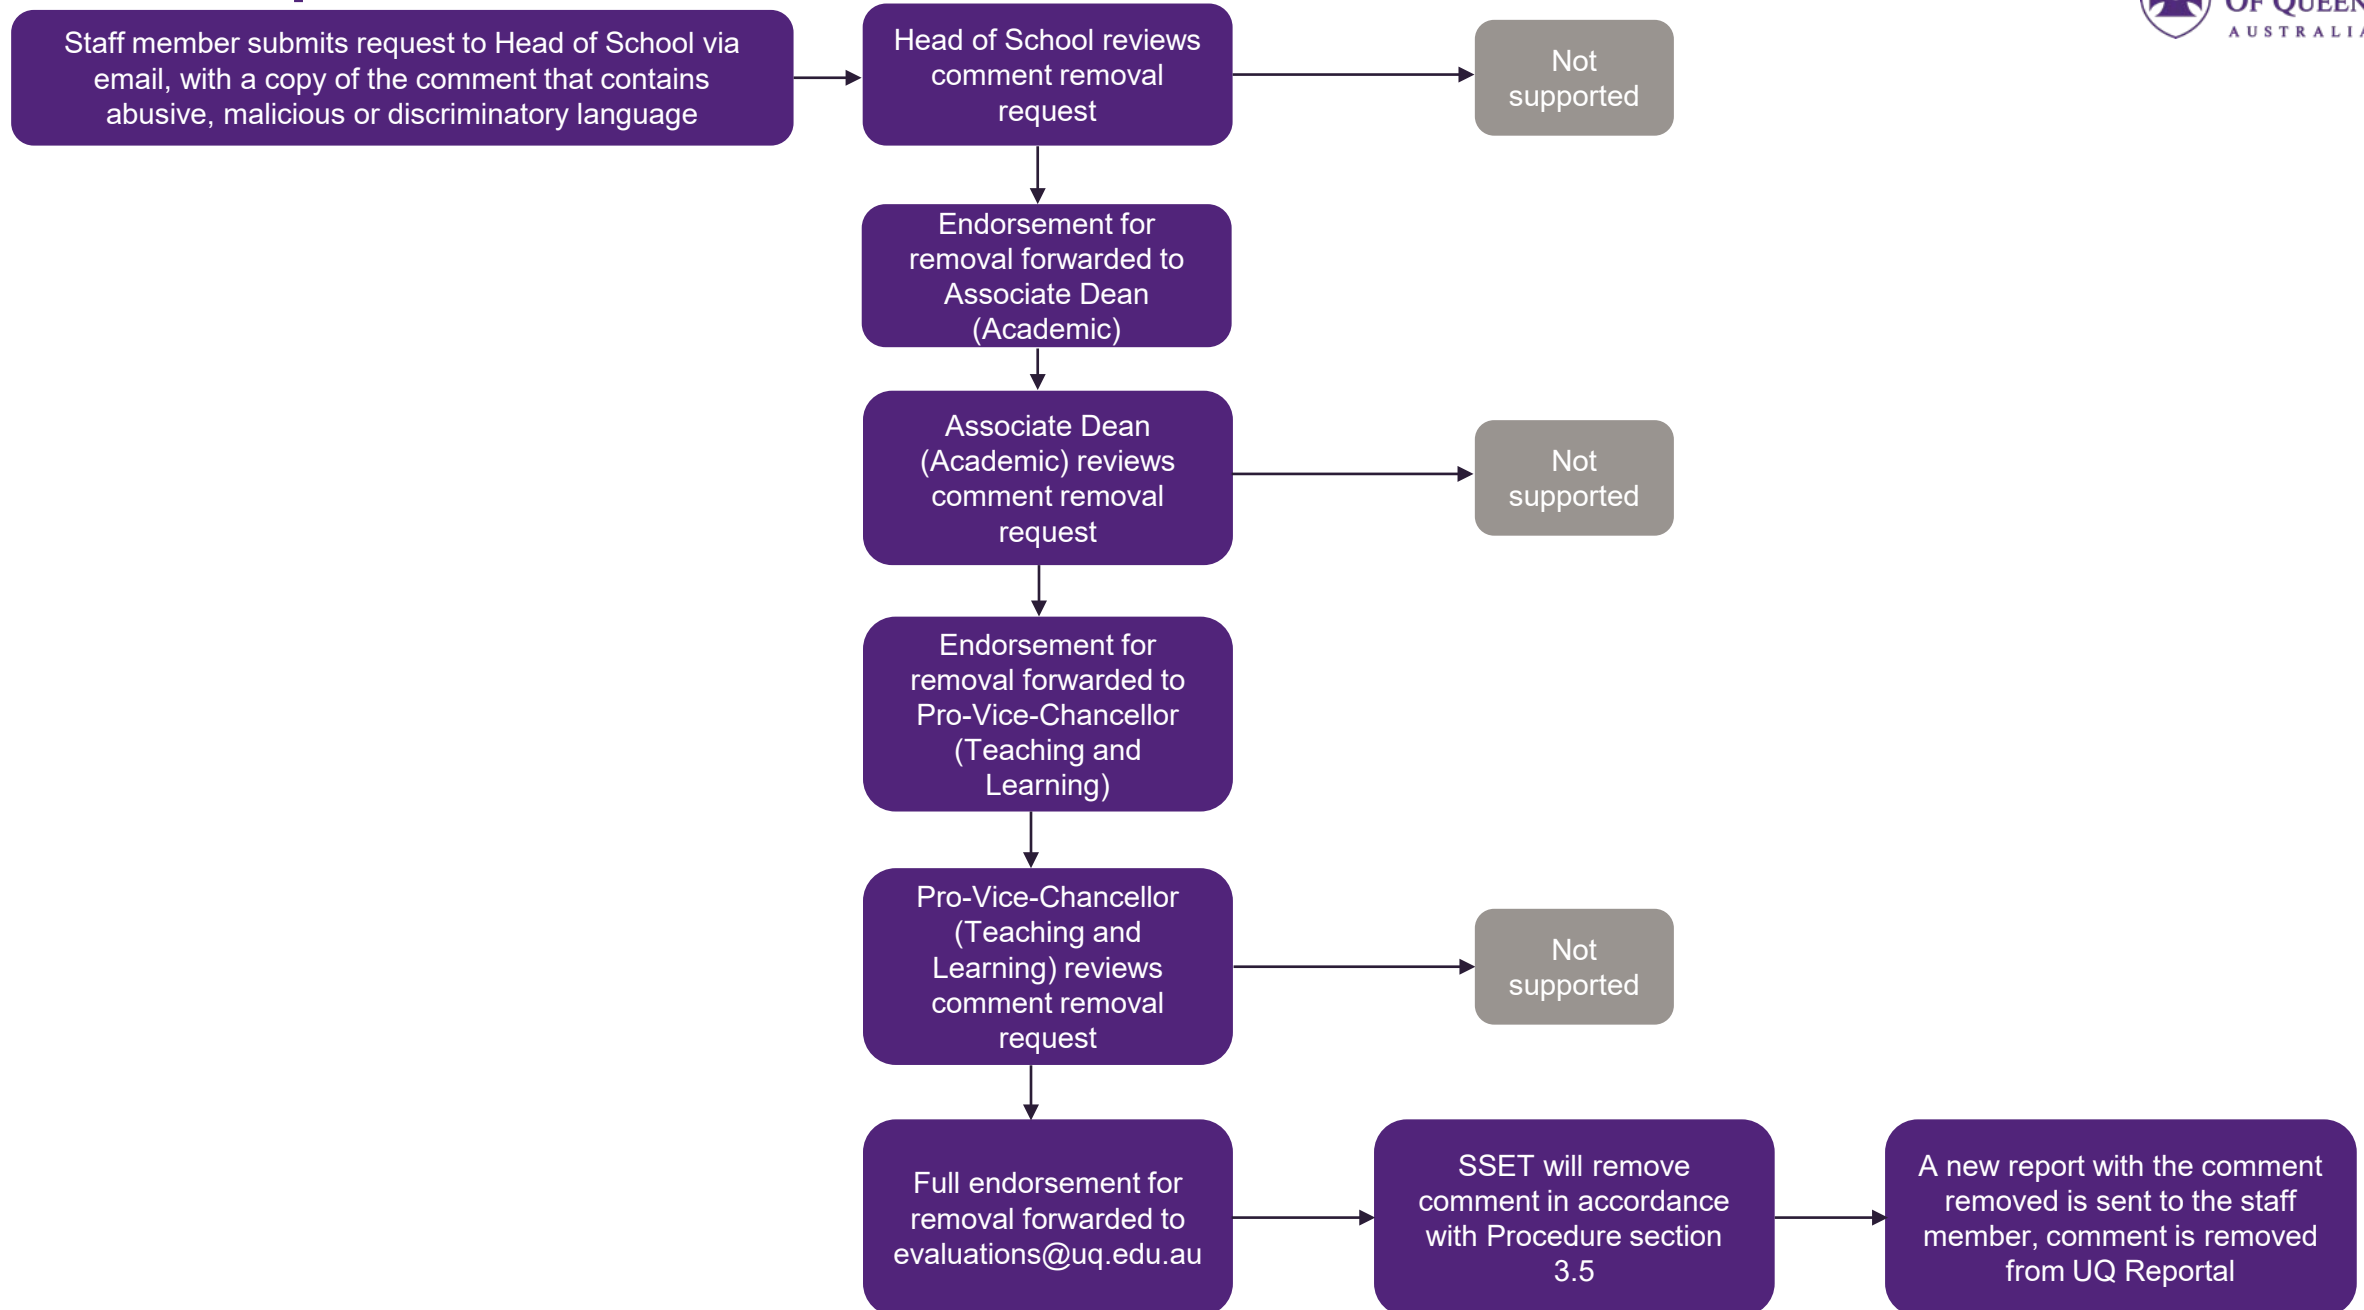 OF QUEEN
AUSTRALIA
Staff member submits request to Head of School via
email, with a copy of the comment that contains
abusive, malicious or discriminatory language
Head of School reviews
comment removal
request
Not
supported
Endorsement for
removal forwarded to
Associate Dean
(Academic)
Associate Dean
(Academic) reviews
comment removal
request
Not
supported
Endorsement for
removal forwarded to
Pro-Vice-Chancellor
(Teaching and
Learning)
Pro-Vice-Chancellor
(Teaching and
Learning) reviews
comment removal
request
Not
supported
Full endorsement for
removal forwarded to
evaluations@uq.edu.au
SSET will remove
comment in accordance
with Procedure section
3.5
A new report with the comment
removed is sent to the staff
member, comment is removed
from UQ Reportal